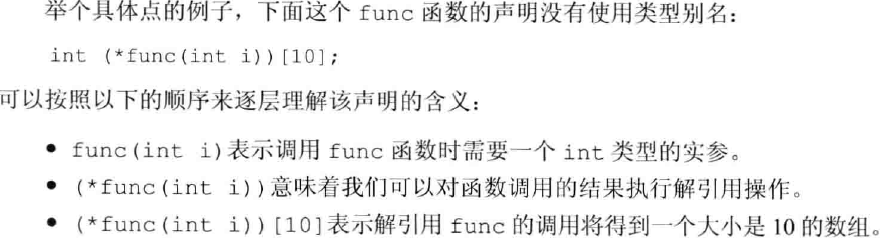 举个具体点的例子，下面这个 func 函数的声明没有使用类型别名：
int (*func(int i))[10];
可以按照以下的顺序来逐层理解该声明的含义：
● func(int i)表示调用 func 函数时需要一个 int 类型的实参。
● (*func(int i))意味着我们可以对函数调用的结果执行解引用操作。
● (*func(int i))[10]表示解引用 func 的调用将得到一个大小是 10 的数组。